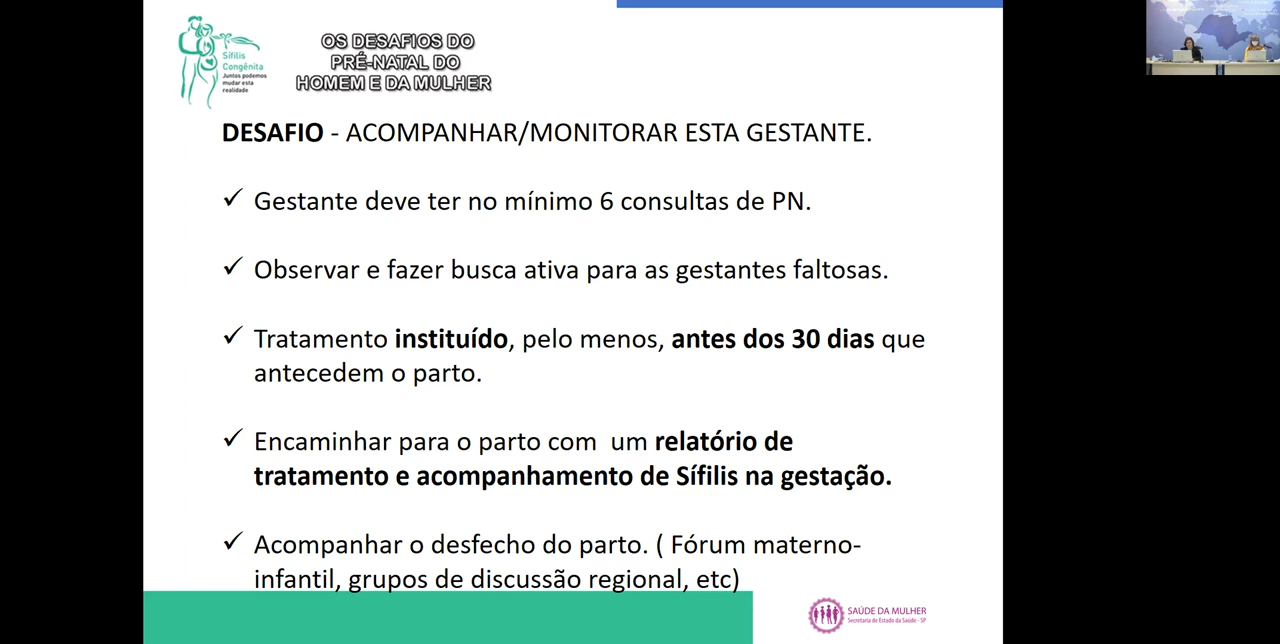 Sífilis
Congênita
Juntos podemos
mudar esta
realidade
OS DESAFIOS DO
PRÉ-NATAL DO
HOMEM E DA MULHER
DESAFIO - ACOMPANHAR/MONITORAR ESTA GESTANTE.
✓ Gestante deve ter no mínimo 6 consultas de PN.
✓ Observar e fazer busca ativa para as gestantes faltosas.
✓ Tratamento instituído, pelo menos, antes dos 30 dias que
antecedem o parto.
✓ Encaminhar para o parto com um relatório de
tratamento e acompanhamento de Sífilis na gestação.
✓ Acompanhar o desfecho do parto. ( Fórum materno-
infantil, grupos de discussão regional, etc)
SAÚDE DA MULHER
Secretaria de Estado da Saúde - SP